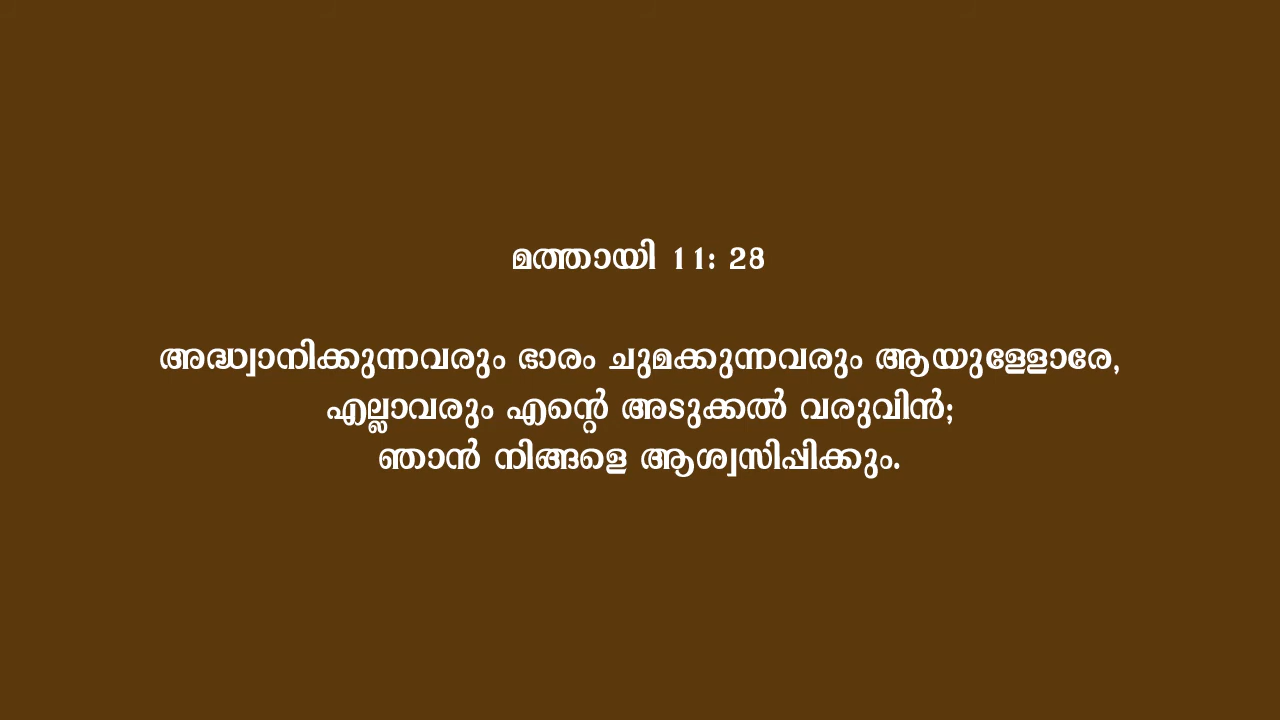 മത്തായി 11: 28
അദ്ധ്വാനിക്കുന്നവരും ഭാരം ചുമക്കുന്നവരും ആയുള്ളോരേ,
എല്ലാവരും എന്റെ അടുക്കൽ വരുവിൻ;
ഞാൻ നിങ്ങളെ ആശ്വസിപ്പിക്കും.